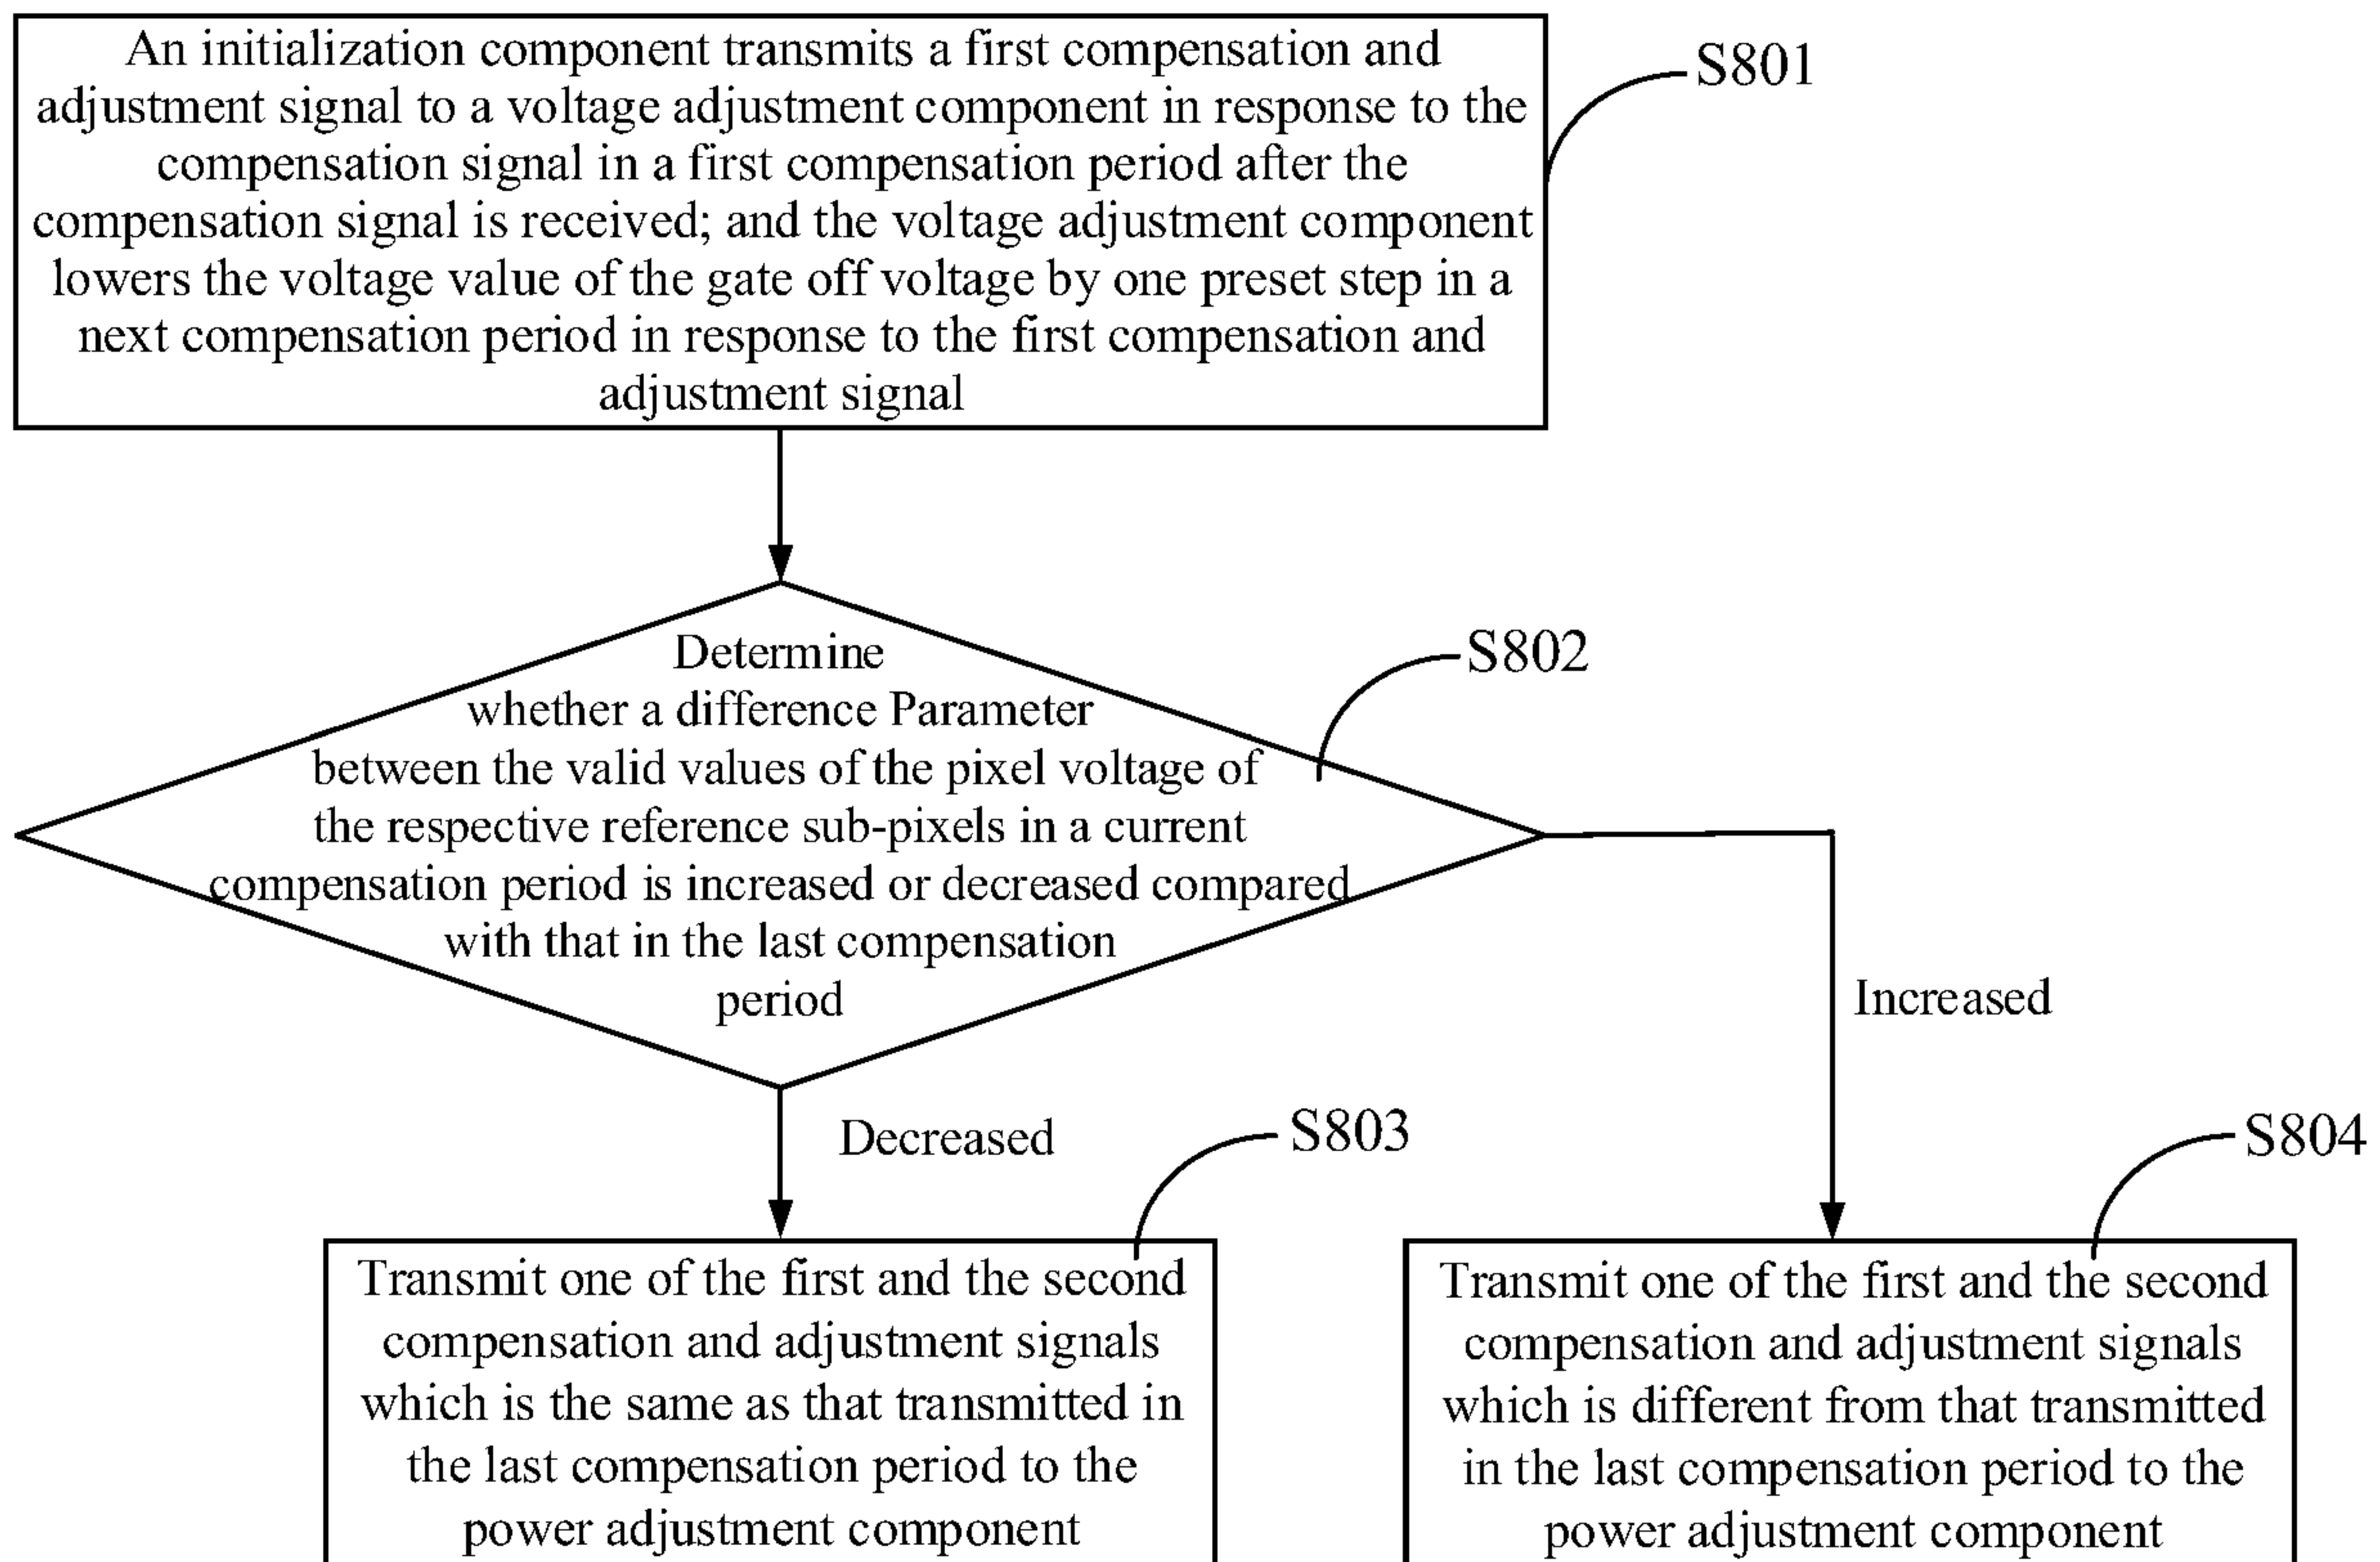 An initialization component transmits a first compensation and
adjustment signal to a voltage adjustment component in response to the
compensation signal in a first compensation period after the
compensation signal is received; and the voltage adjustment component
lowers the voltage value of the gate off voltage by one preset step in a
next compensation period in response to the first compensation and
adjustment signal
S801
Determine
whether a difference Parameter
between the valid values of the pixel voltage of
the respective reference sub-pixels in a current
compensation period is increased or decreased compared
with that in the last compensation
period
S802
Increased
Decreased
S803
Transmit one of the first and the second
compensation and adjustment signals
which is the same as that transmitted in
the last compensation period to the
power adjustment component
S804
Transmit one of the first and the second
compensation and adjustment signals
which is different from that transmitted
in the last compensation period to the
power adjustment component